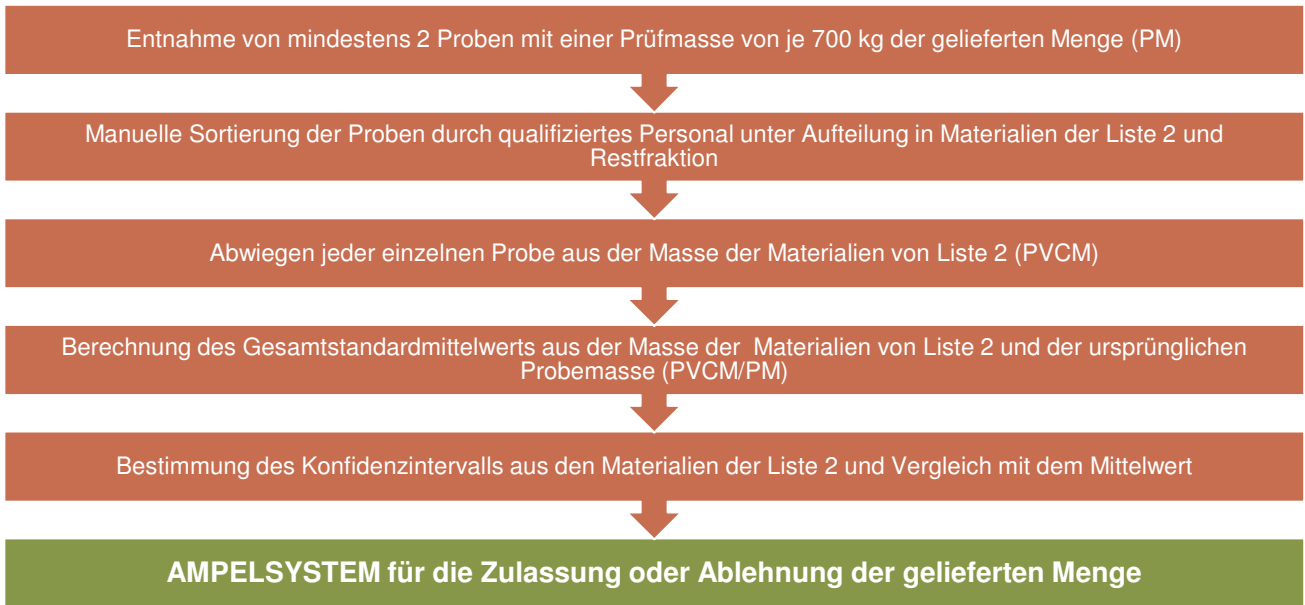 Entnahme von mindestens 2 Proben mit einer Prüfmasse von je 700 kg der gelieferten Menge (PM)
Manuelle Sortierung der Proben durch qualifiziertes Personal unter Aufteilung in Materialien der Liste 2 und
Restfraktion
Abwiegen jeder einzelnen Probe aus der Masse der Materialien von Liste 2 (PVCM)
Berechnung des Gesamtstandardmittelwerts aus der Masse der  Materialien von Liste 2 und der ursprünglichen
Probemasse (PVCM/PM)
Bestimmung des Konfidenzintervalls aus den Materialien der Liste 2 und Vergleich mit dem Mittelwert
AMPELSYSTEM für die Zulassung oder Ablehnung der gelieferten Menge